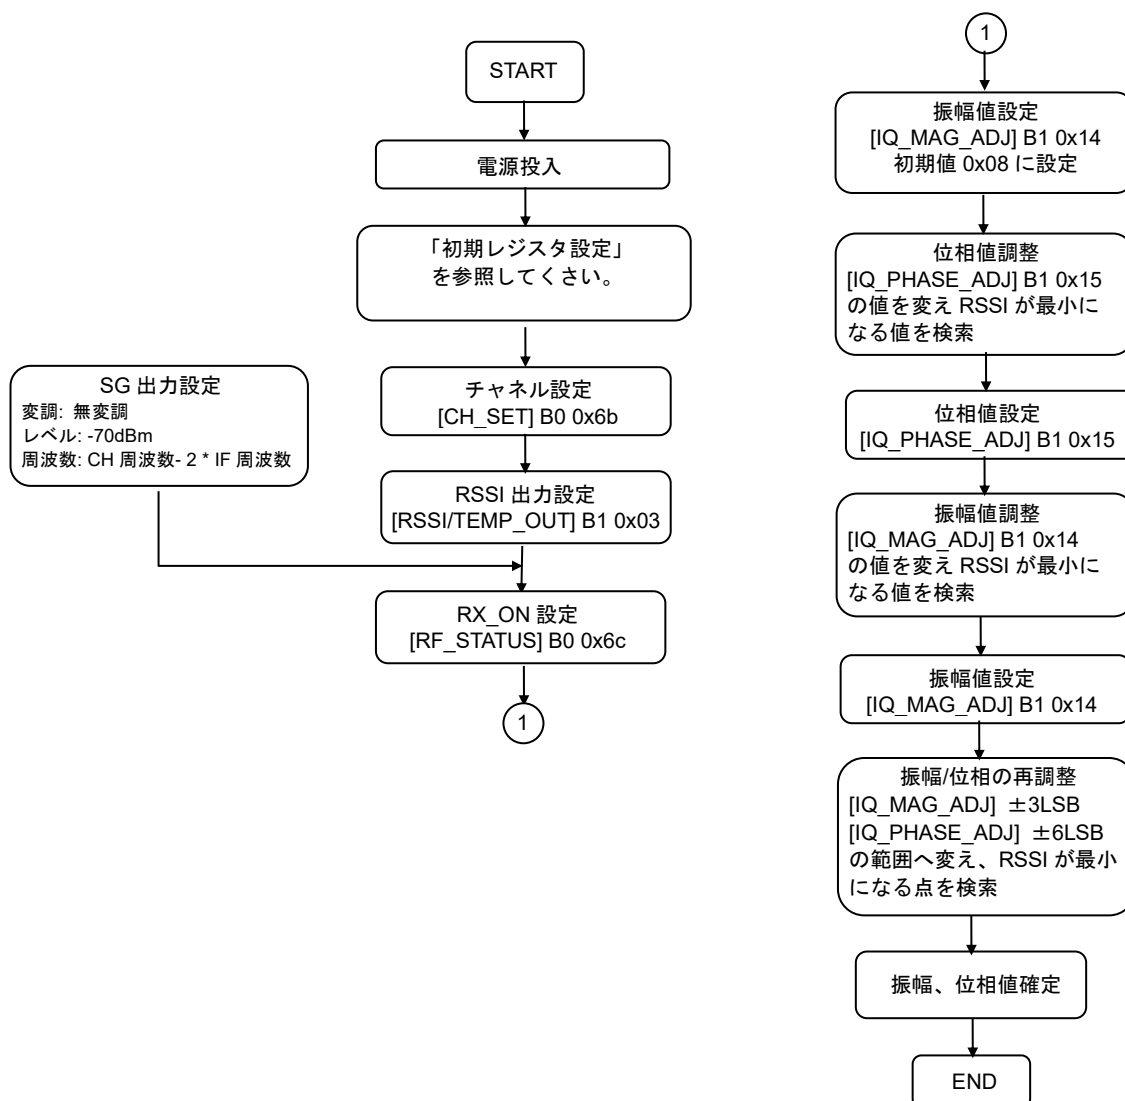 START
電源投入
「初期レジスタ設定」
を参照してくさい。
チャネル設定
[CH_SET] B0 0x6b
SG 出力設定
変調: 無変調
レベル: -70dBm
周波数: CH 周波数- 2 * IF 周波数
RSSI 出力設定
[RSSI/TEMP_OUT] B1 0x03
RX_ON 設定
[RF_STATUS] B0 0x6c
1
1
振幅値設定
[IQ_MAG_ADJ] B1 0x14
初期値 0x08 に設定
位相値調整
[IQ_PHASE_ADJ] B1 0x15
の値を変え RSSI が最小に
なる値を検索
位相値設定
[IQ_PHASE_ADJ] B1 0x15
振幅値調整
[IQ_MAG_ADJ] B1 0x14
の値を変え RSSI が最小に
なる値を検索
振幅値設定
[IQ_MAG_ADJ] B1 0x14
振幅/位相の再調整
[IQ_MAG_ADJ] ±3LSB
[IQ_PHASE_ADJ] ±6LSB
の範囲へ変え、RSSI が最小
になる点を検索
振幅、位相値確定
END